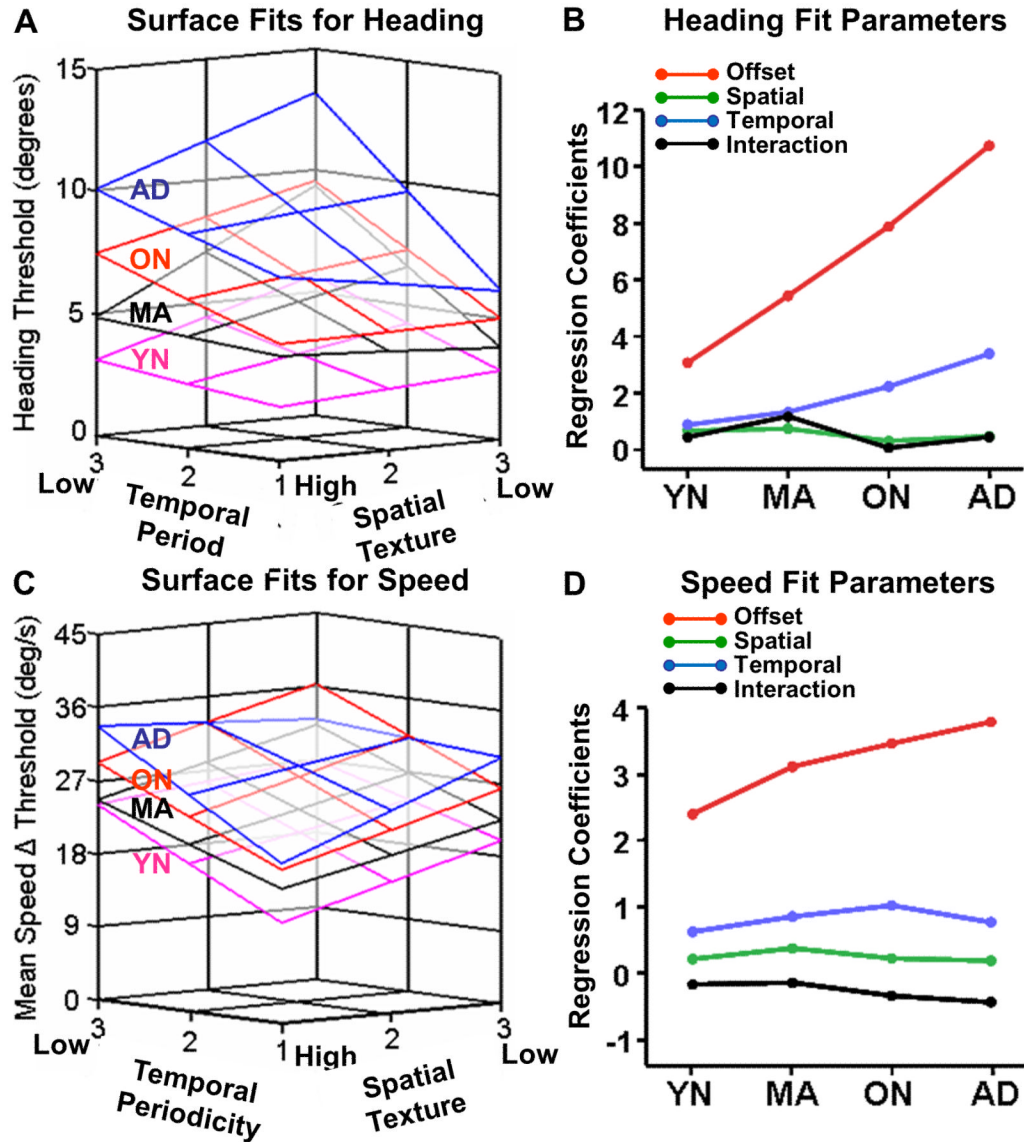 A
Surface Fits for Heading
Heading Threshold (degrees)
15
10
5
0
AD
ON
MA
YN
3
2
1
2
3
Low
High
Low
Temporal
Period
Spatial
Texture
B
Heading Fit Parameters
Offset
Spatial
Temporal
Interaction
Regression Coefficients
12
10
8
6
4
2
0
YN MA ON AD
C
Surface Fits for Speed
Mean Speed Δ Threshold (deg/s)
45
36
27
18
9
0
AD
ON
MA
YN
3
2
1
2
3
Low
High
Low
Temporal
Periodicity
Spatial
Texture
D
Speed Fit Parameters
Offset
Spatial
Temporal
Interaction
Regression Coefficients
4
3
2
1
0
-1
YN MA ON AD